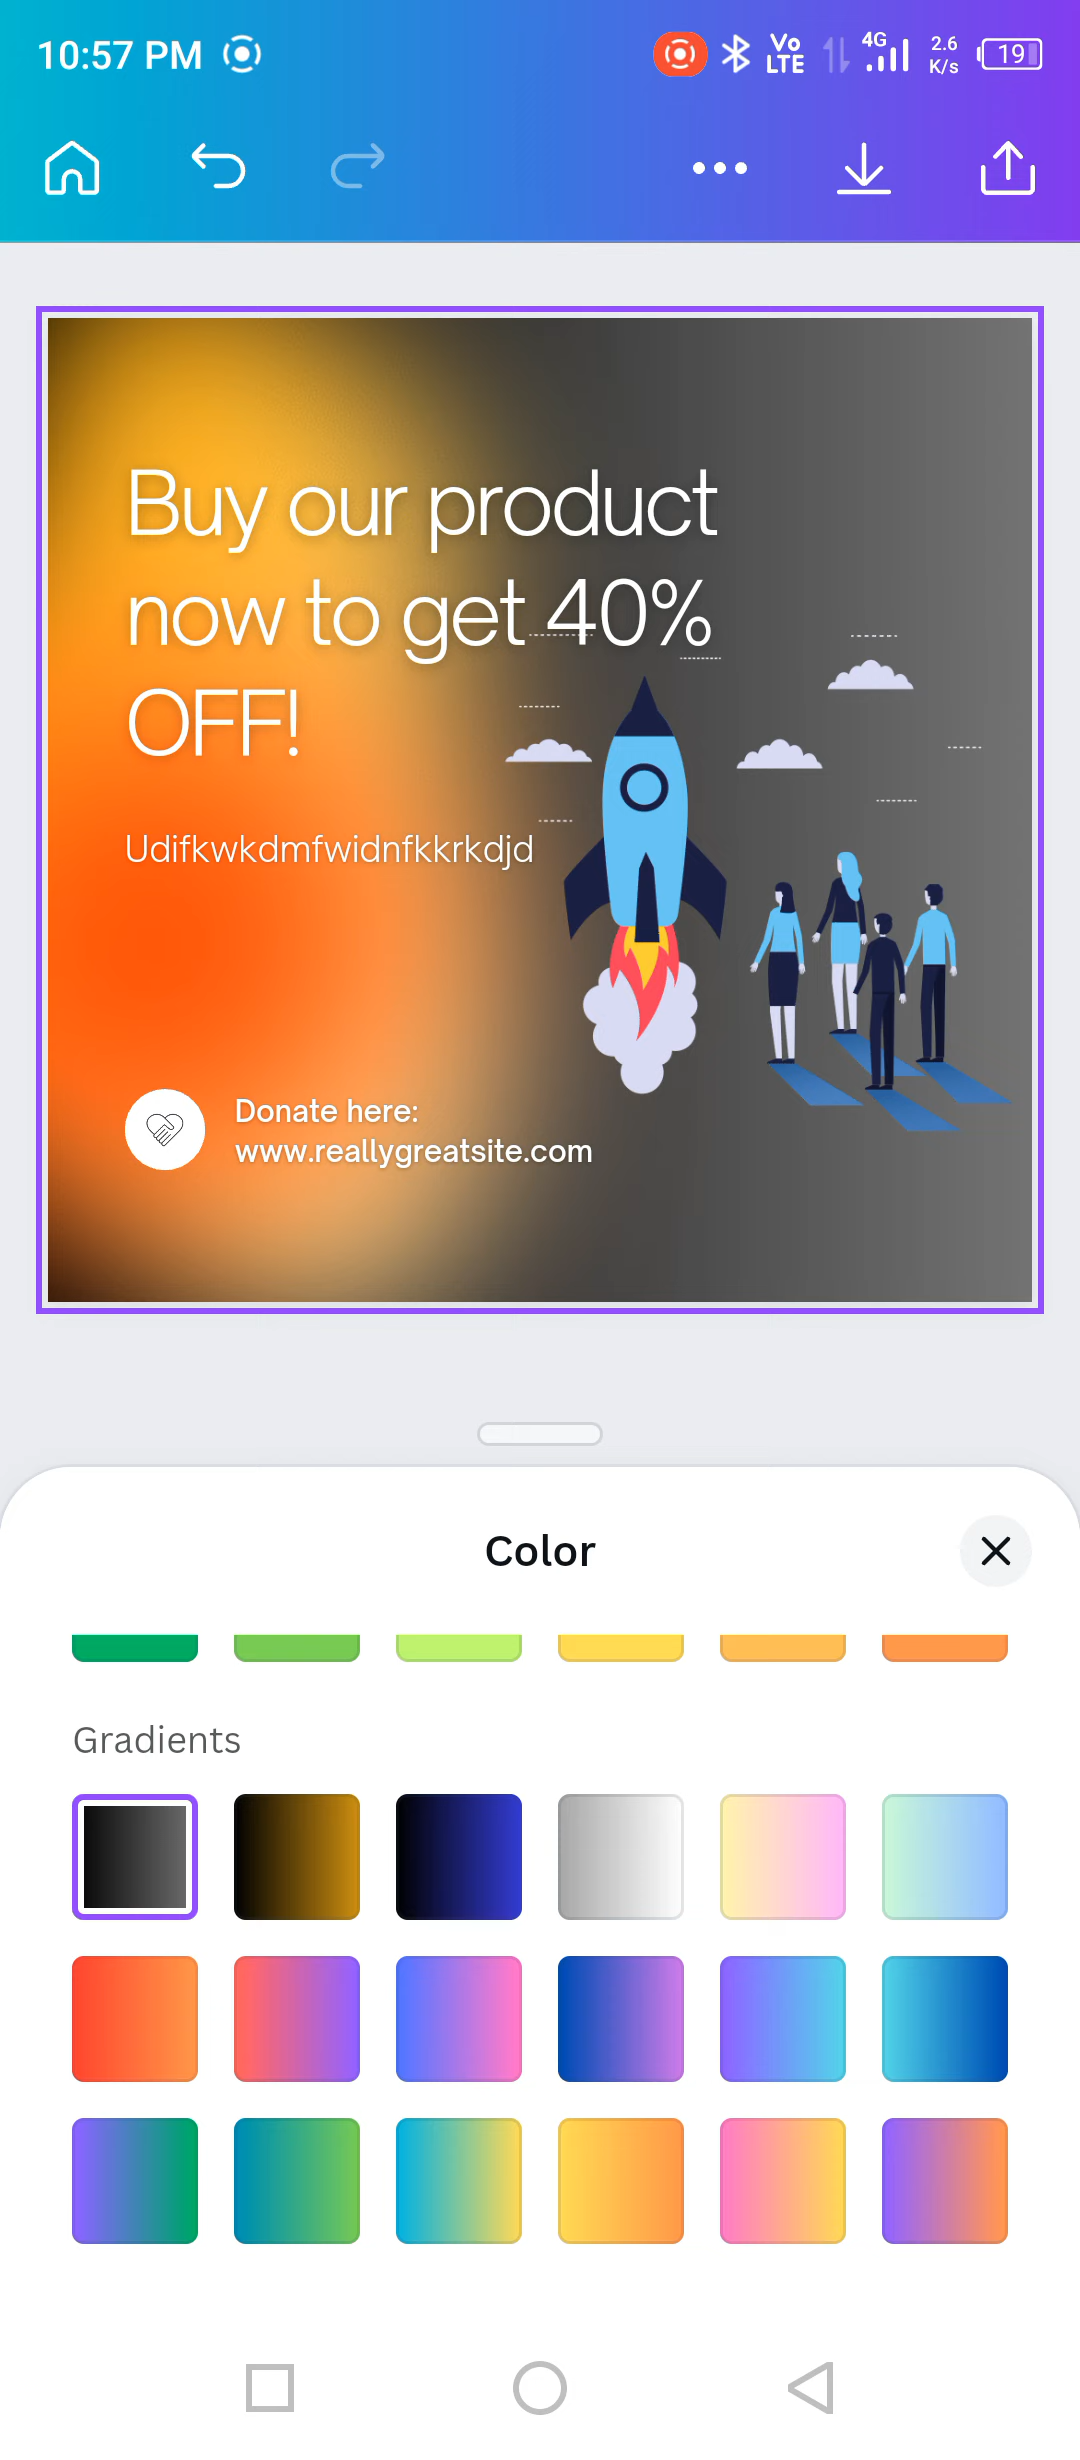 10:57 PM
Vo
LTE
4G
2.6
K/s
19
Buy our product
now to get 40%
OFF!
Udifkwkdmfwidnfkkrkdjd
Donate here:
www.reallygreatsite.com
Color
Gradients